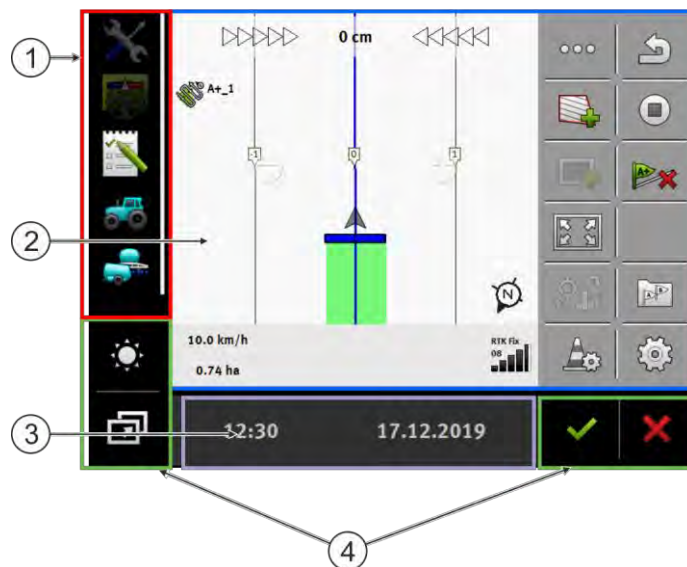 1
0 cm
A+_1
-1
0
1
A+
2
N
A B
10.0 km/h
RTK Fix
08
0.74 ha
3
12:30
17.12.2019
4